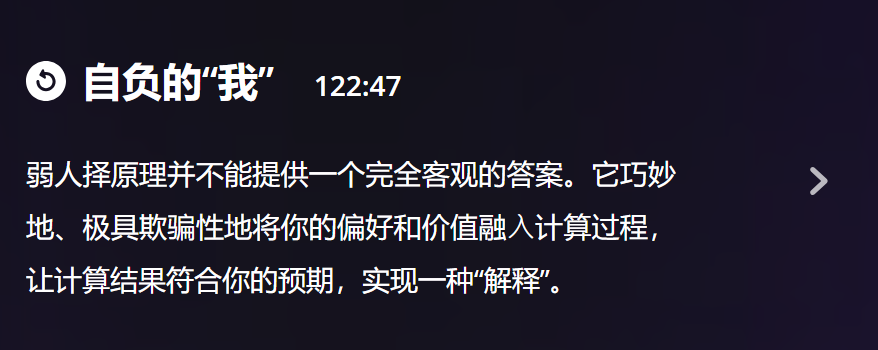 自负的“我” 122:47
弱人择原理并不能提供一个完全客观的答案。它巧妙
地、极具欺骗性地将你的偏好和价值融入计算过程，
让计算结果符合你的预期，实现一种“解释”。